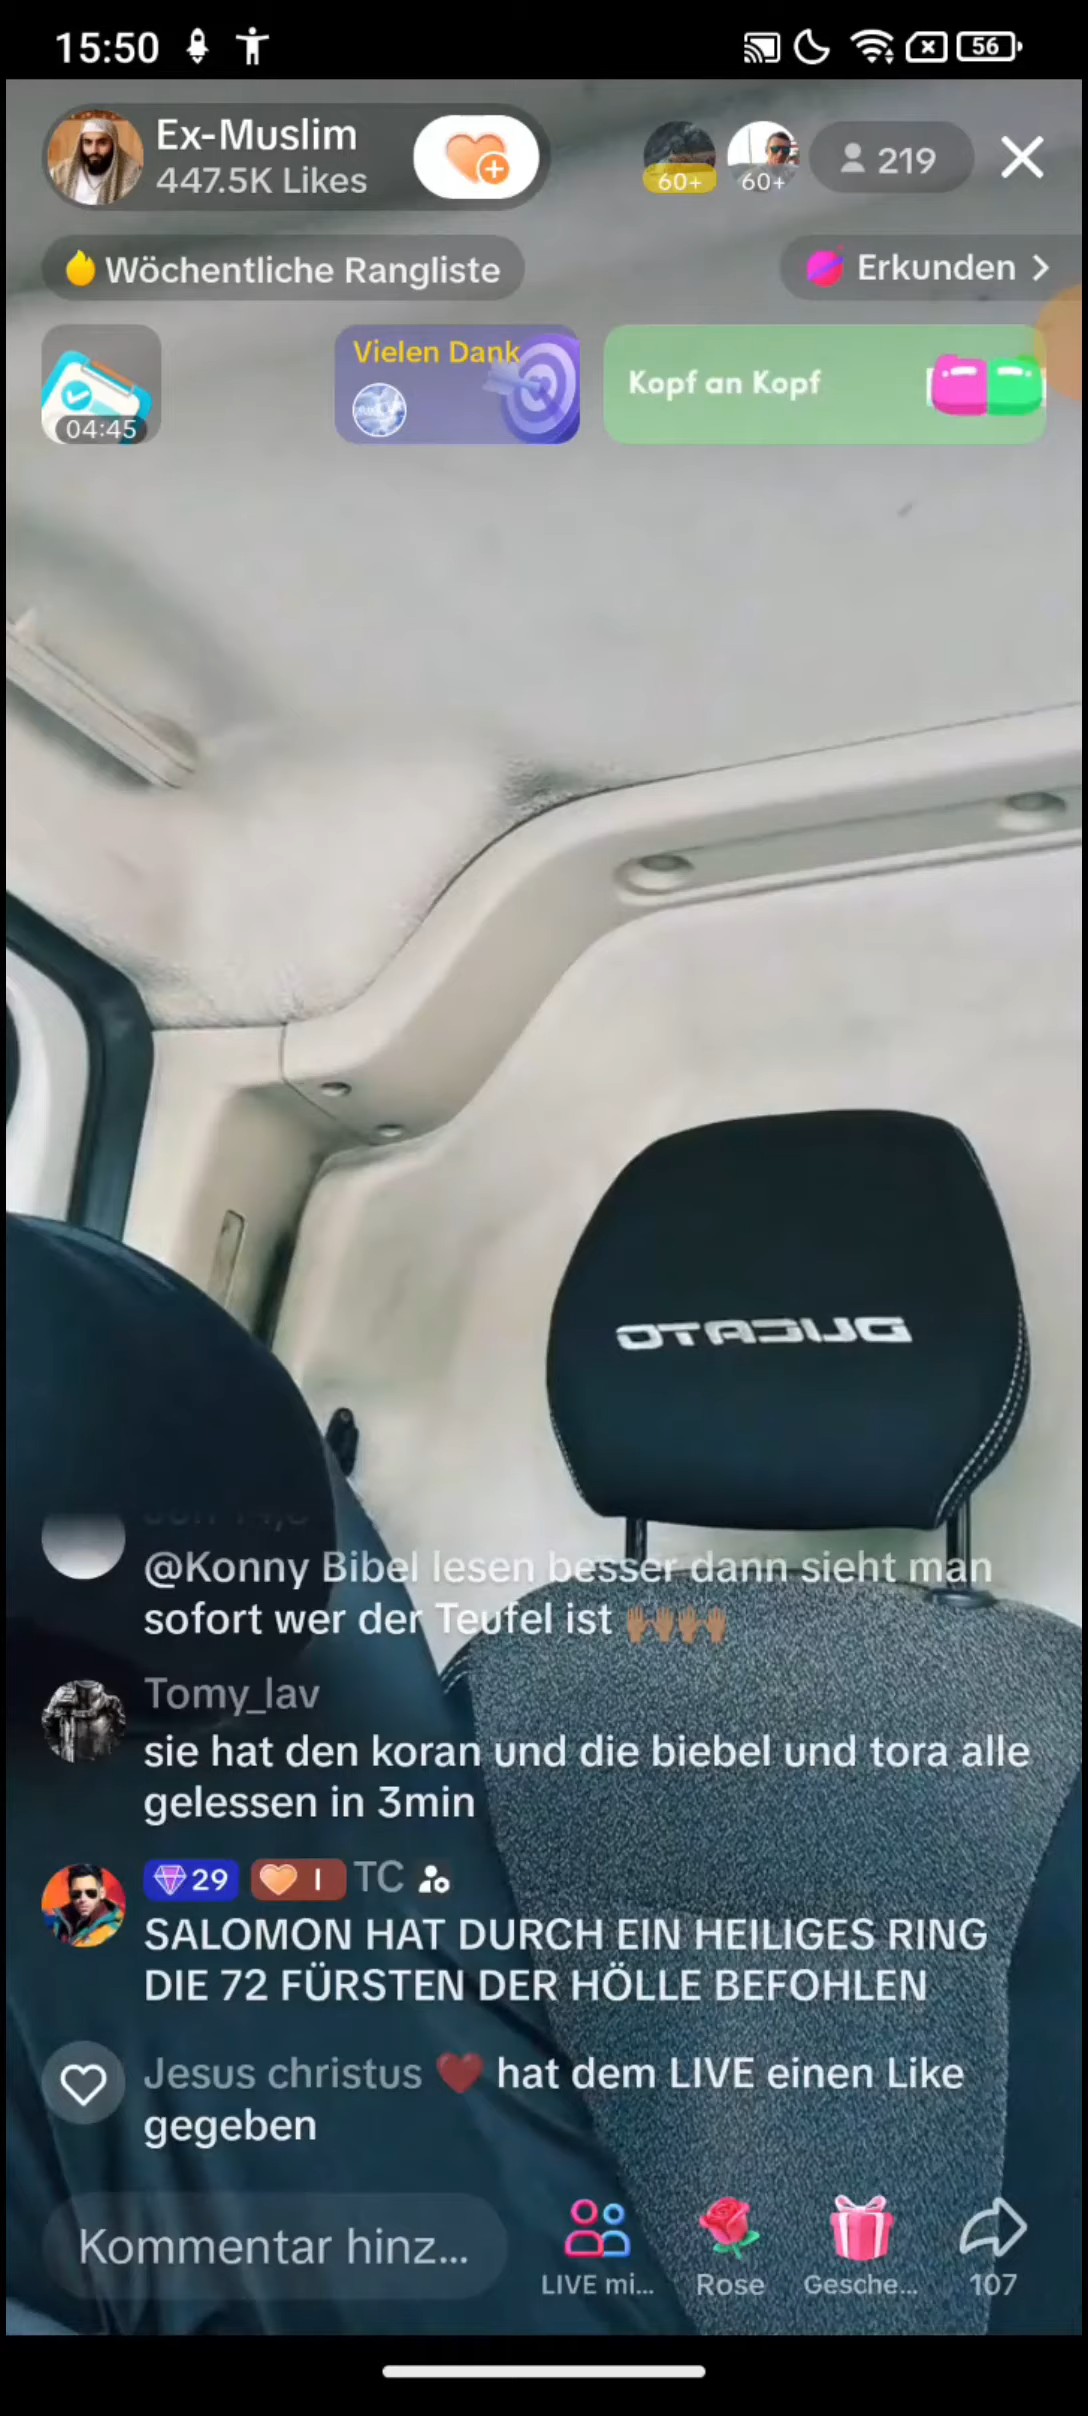 15:50
56
Ex-Muslim
447.5K Likes
60+
60+
219
Wöchentliche Rangliste
Erkunden >
04:45
Vielen Dank
Kopf an Kopf
DUCATO
@Konny Bibel lesen besser dann sieht man
sofort wer der Teufel ist 🙌🏾🙌🏾
Tomy_lav
sie hat den koran und die biebel und tora alle
gelessen in 3min
29 I TC
SALOMON HAT DURCH EIN HEILIGES RING
DIE 72 FÜRSTEN DER HÖLLE BEFOHLEN
Jesus christus ❤️ hat dem LIVE einen Like
gegeben
Kommentar hinz...
LIVE mi...
Rose
Gesche...
107